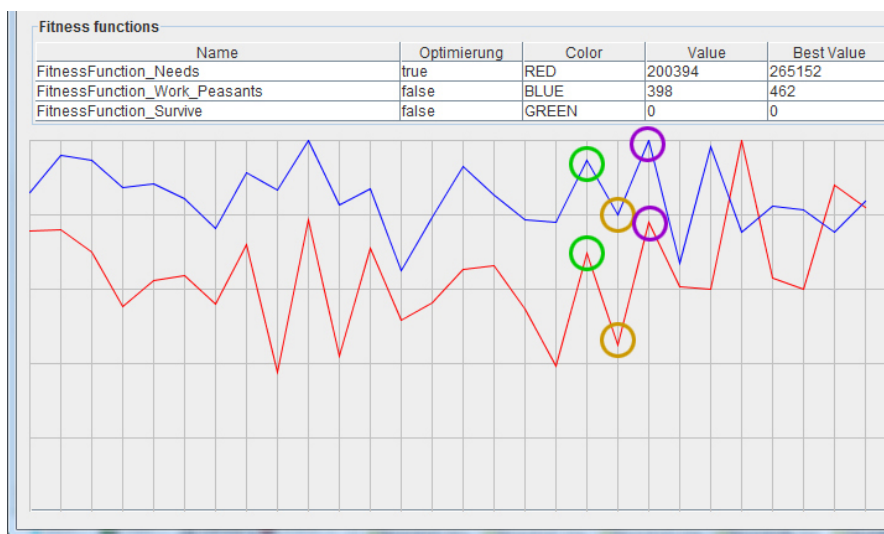 Fitness functions
Name Optimierung Color Value Best Value
FitnessFunction_Needs true RED 200394 265152
FitnessFunction_Work_Peasants false BLUE 398 462
FitnessFunction_Survive false GREEN 0 0